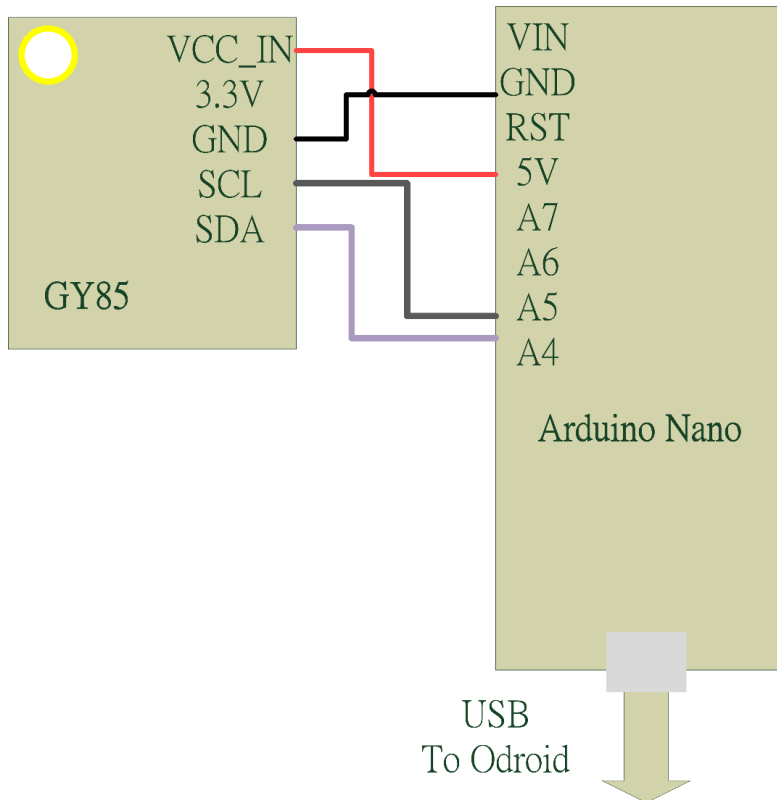 VCC_IN
3.3V
GND
SCL
SDA
GY85
VIN
GND
RST
5V
A7
A6
A5
A4
Arduino Nano
USB
To Odroid